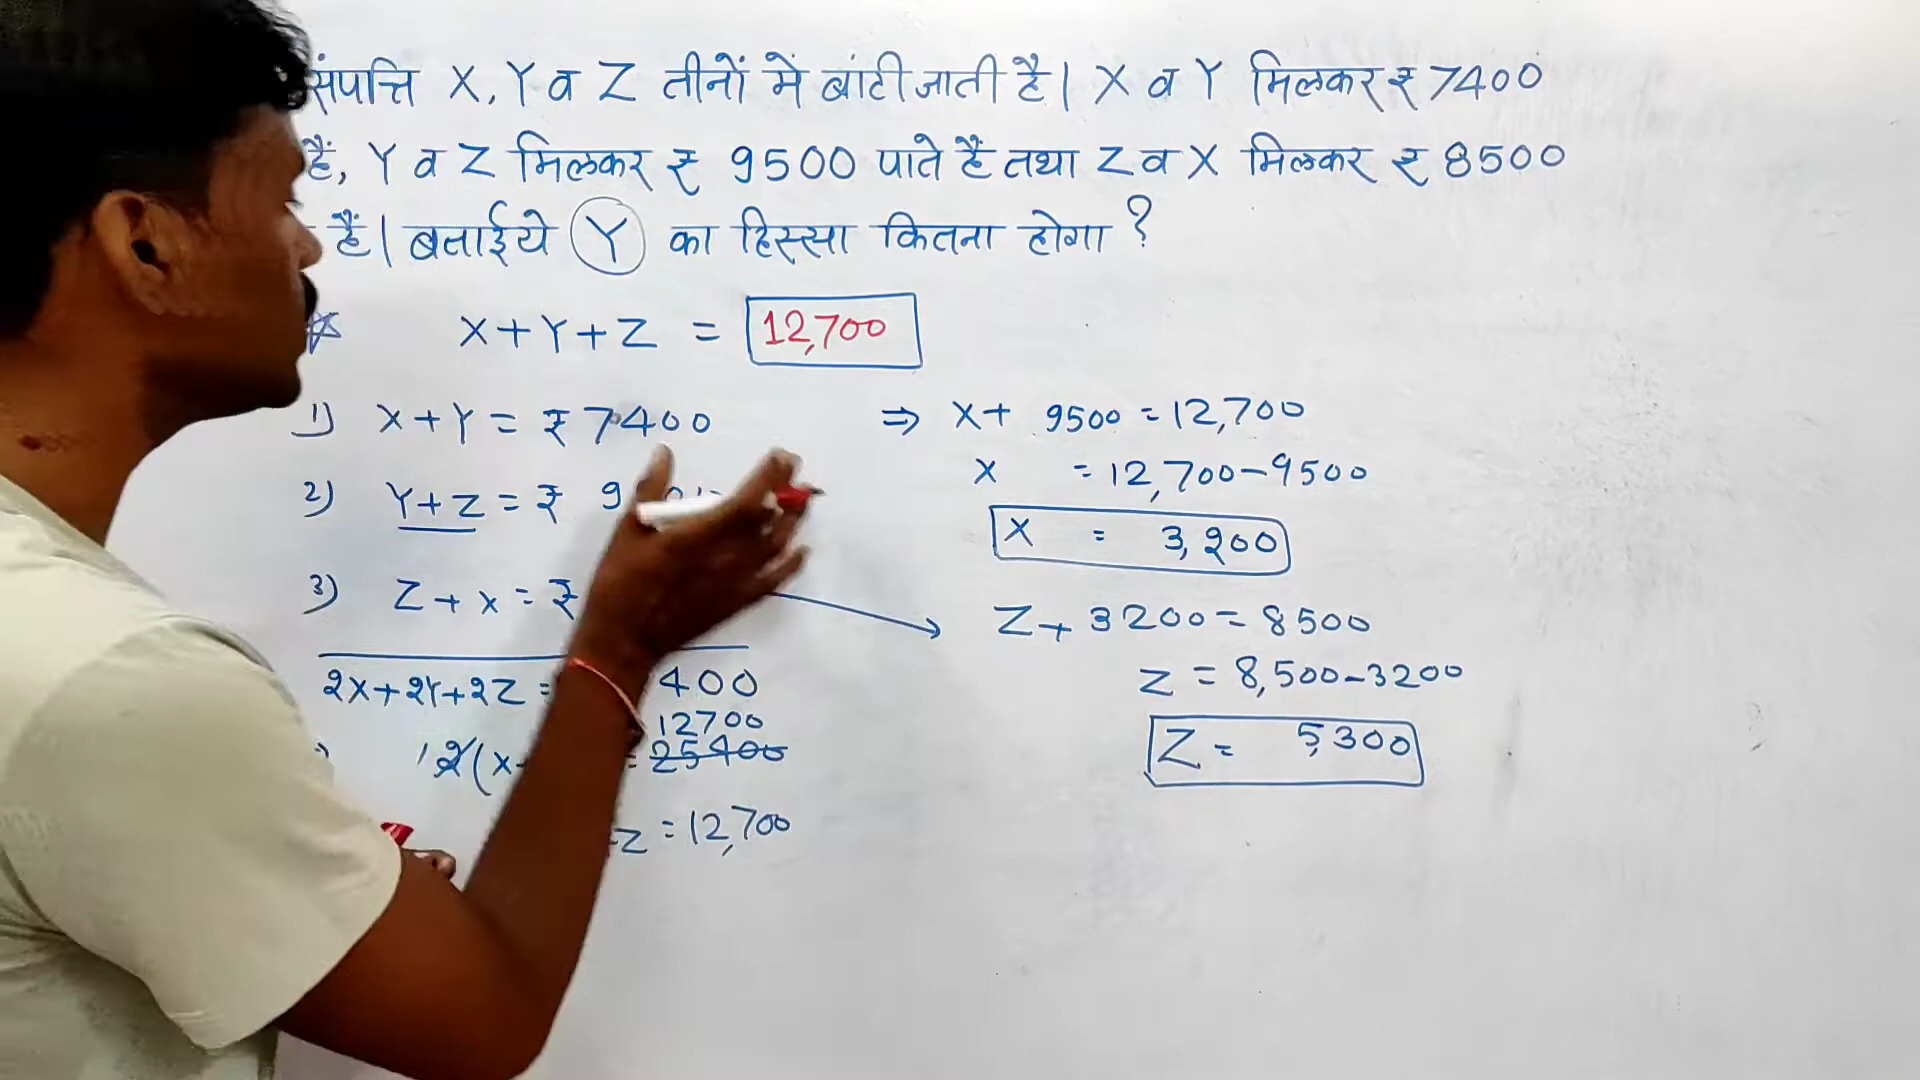 संपत्ति X, Y व Z तीनों मे बांटी जाती है। X व Y मिलकर ₹ 7400
हैं, Y व Z मिलकर ₹ 9500 पाते हैं तथा Z व X मिलकर ₹ 8500
हैं। बताईये Y का हिस्सा कितना होगा ?
X+Y+Z = 12,700
1) X+Y = ₹ 7400
2) Y+Z = ₹ 9
3) Z+X = ₹
2X+2Y+2Z = 400
12700
2(X = 25400
Z = 12,700
⇒ X+ 9500 = 12,700
X = 12,700-9500
X = 3,200
Z+ 3200 = 8500
Z = 8,500-3200
Z = 5,300